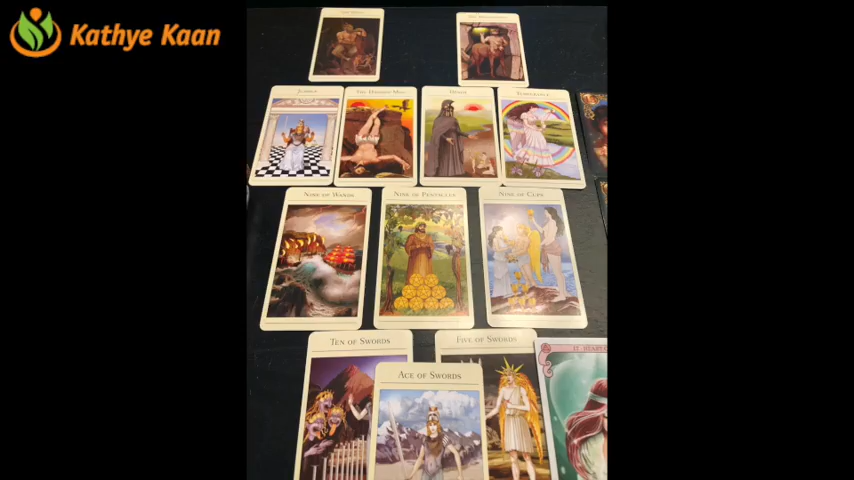 Kathye Kaan
JUSTICE
THE HANGED MAN
DEATH
TEMPERANCE
NINE OF WANDS
NINE OF PENTACLES
NINE OF CUPS
TEN OF SWORDS
FIVE OF SWORDS
ACE OF SWORDS